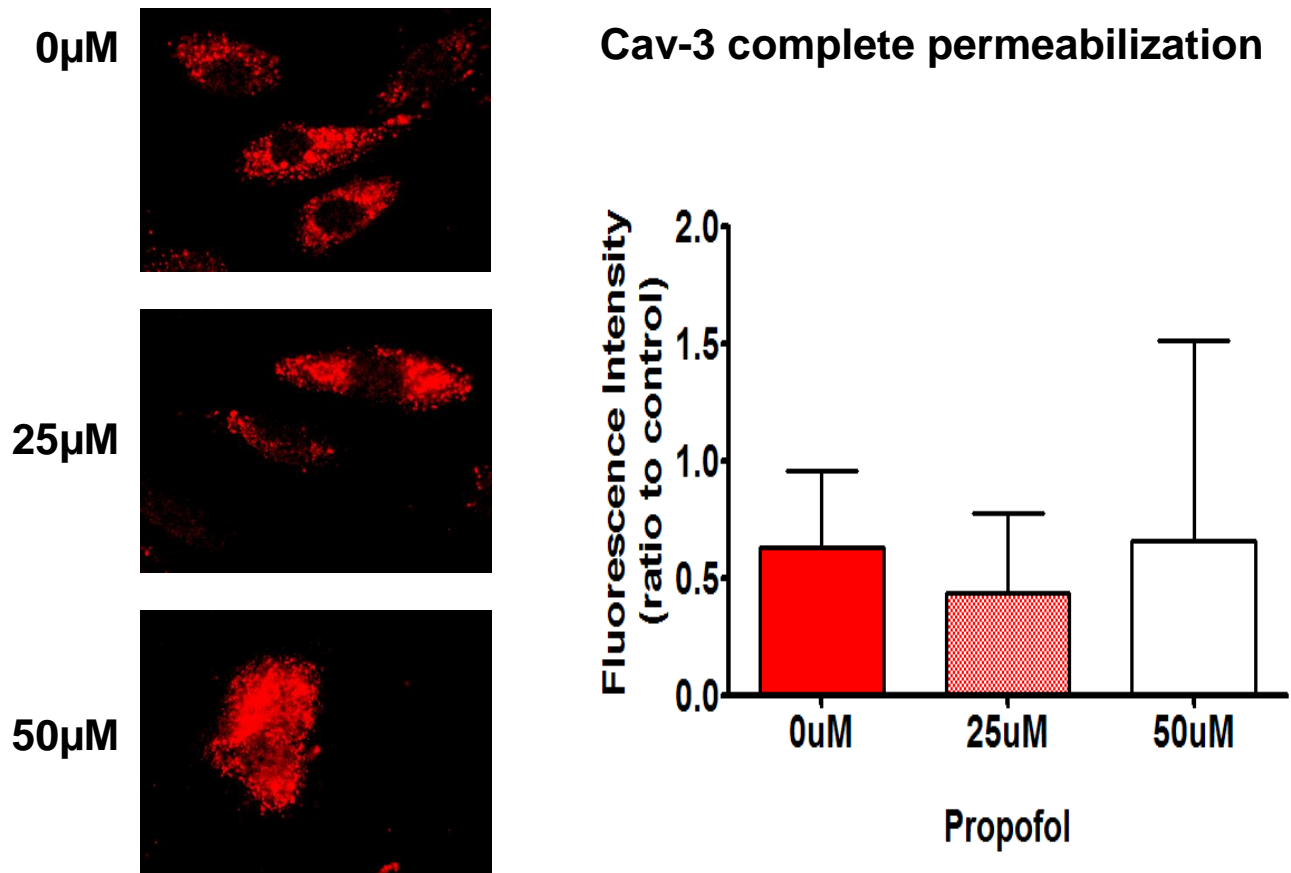 0µM
25µM
50µM
Cav-3 complete permeabilization
Fluorescence Intensity
(ratio to control)
2.0
1.5
1.0
0.5
0.0
0uM 25uM 50uM
Propofol